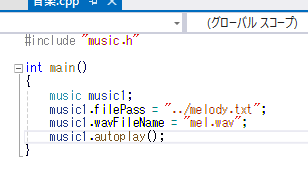 音楽.cpp
(グローバル スコープ)
#include "music.h"
int main()
{
music music1;
music1.filePass = "../melody.txt";
music1.wavFileName = "mel.wav";
music1.autoplay();
}